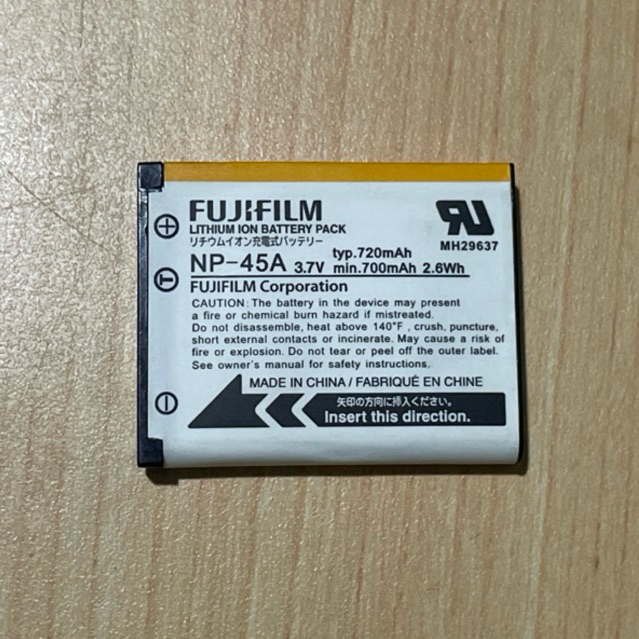 FUJIFILM
LITHIUM ION BATTERY PACK
リチウムイオン充電式バッテリー
MH29637
NP-45A 3.7V typ.720mAh
min.700mAh 2.6Wh
FUJIFILM Corporation
CAUTION: The battery in the device may present
a fire or chemical burn hazard if mistreated.
Do not disassemble, heat above 140°F , crush, puncture,
short external contacts or incinerate. May cause a risk
of fire or explosion. Do not tear or peel off the outer label.
See owner's manual for safety instructions.
MADE IN CHINA / FABRIQUÉ EN CHINE
矢印の方向に挿入ください。
Insert this direction.
+
T
-